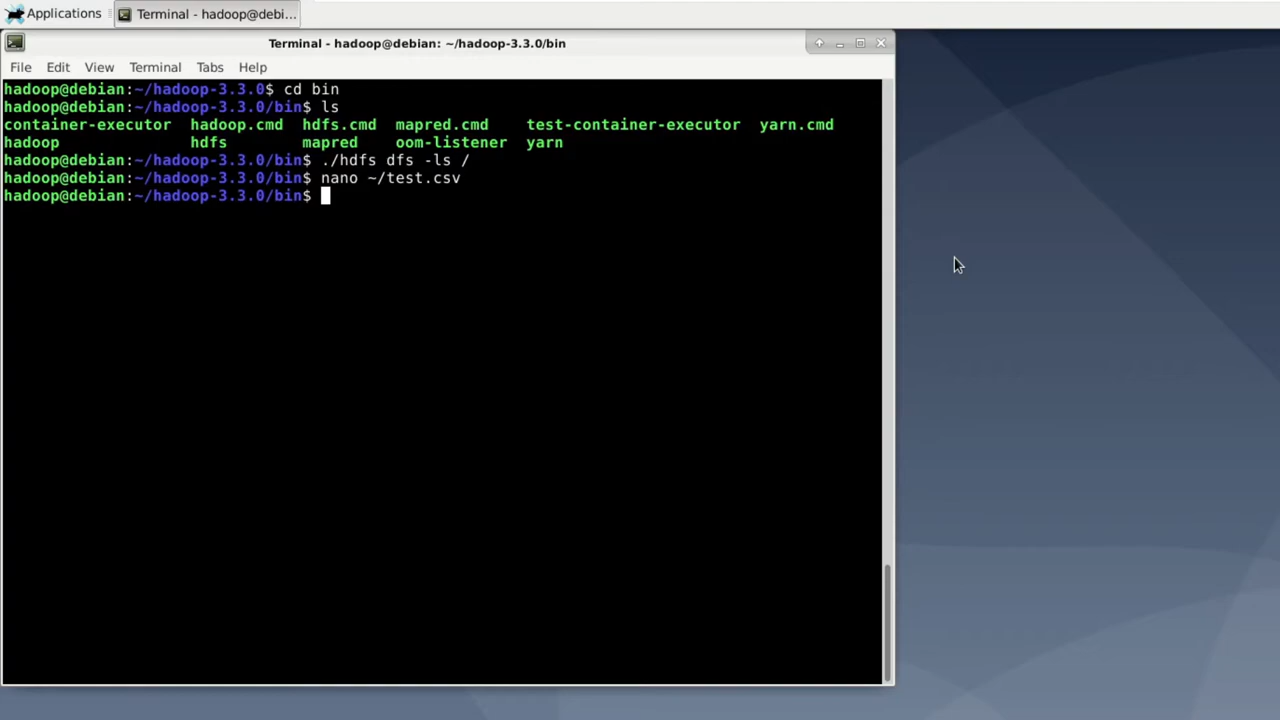 Applications
Terminal - hadoop@debi...
Terminal - hadoop@debian: ~/hadoop-3.3.0/bin
File Edit View Terminal Tabs Help
hadoop@debian:~/hadoop-3.3.0$ cd bin
hadoop@debian:~/hadoop-3.3.0/bin$ ls
container-executor hadoop.cmd hdfs.cmd mapred.cmd test-container-executor yarn.cmd
hadoop hdfs mapred oom-listener yarn
hadoop@debian:~/hadoop-3.3.0/bin$ ./hdfs dfs -ls /
hadoop@debian:~/hadoop-3.3.0/bin$ nano ~/test.csv
hadoop@debian:~/hadoop-3.3.0/bin$